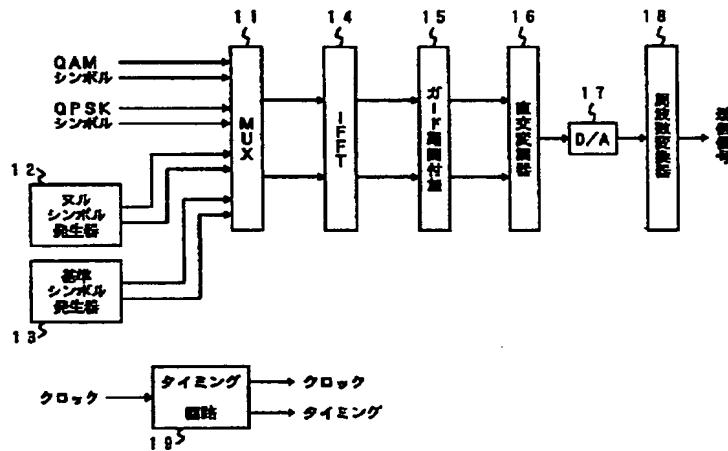 11
14
15
16
17
18
QAM
シンボル
QPSK
シンボル
MUX
IFFT
ガード期間付加
直交変調器
D/A
周波数変換器
送信信号
12
ヌル
シンボル
発生器
基準
シンボル
発生器
13
クロック
タイミング
回路
クロック
タイミング
19